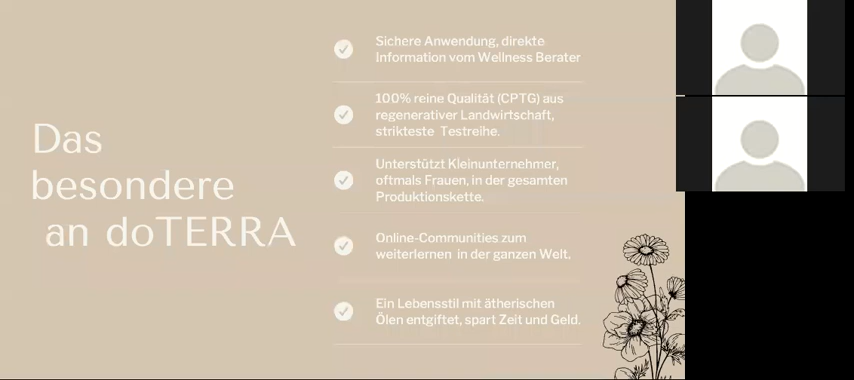 Das
besondere
an doTERRA
Sichere Anwendung, direkte
Information vom Wellness Berater
100% reine Qualität (CPTG) aus
regenerativer Landwirtschaft,
strikteste Testreihe.
Unterstützt Kleinunternehmer,
oftmals Frauen, in der gesamten
Produktionskette.
Online-Communities zum
weiterlernen in der ganzen Welt.
Ein Lebensstil mit ätherischen
Ölen entgiftet, spart Zeit und Geld.